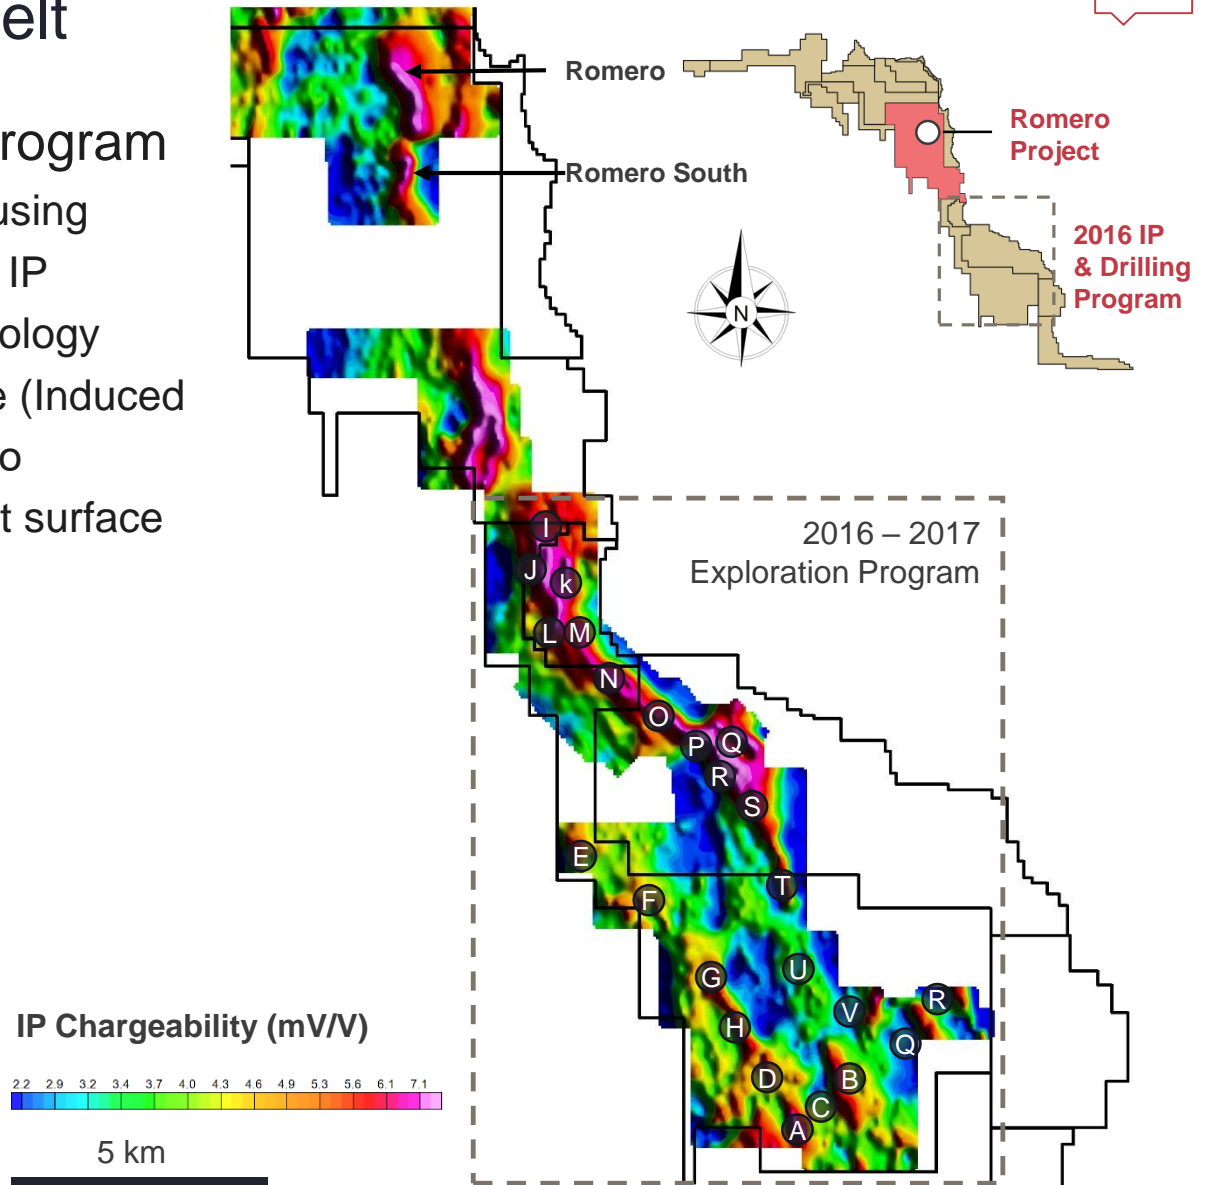 elt
rogram
using
IP
ology
e (Induced
o
t surface
Romero
Romero South
Romero
Project
2016 IP
& Drilling
Program
N
2016 – 2017
Exploration Program
I
J
k
L
M
N
O
P
Q
R
S
E
T
F
G
U
V
R
H
Q
D
B
C
A
IP Chargeability (mV/V)
2.2 2.9 3.2 3.4 3.7 4.0 4.3 4.6 4.9 5.3 5.6 6.1 7.1
5 km